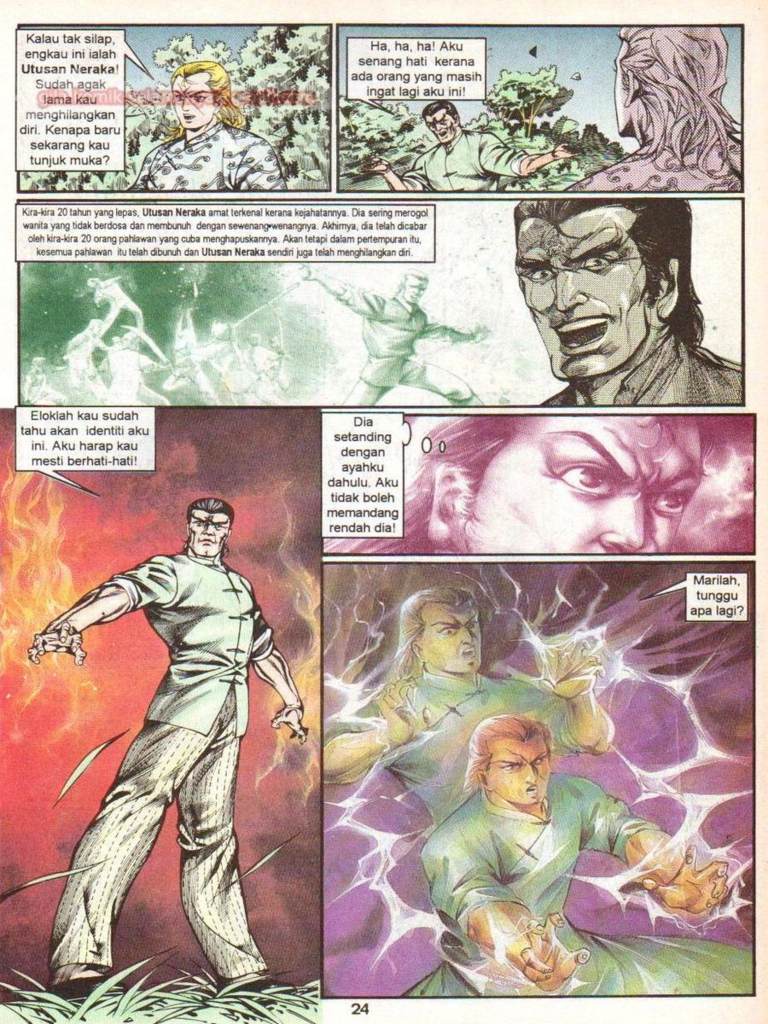 Kalau tak silap,
engkau ini ialah
Utusan Neraka!
Sudah agak
lama kau
menghilangkan
diri. Kenapa baru
sekarang kau
tunjuk muka?
Ha, ha, ha! Aku
senang hati kerana
ada orang yang masih
ingat lagi aku ini!
Kira-kira 20 tahun yang lepas, Utusan Neraka amat terkenal kerana kejahatannya. Dia sering merogol
wanita yang tidak berdosa dan membunuh dengan sewenang-wenangnya. Akhirnya, dia telah dicabar
oleh kira-kira 20 orang pahlawan yang cuba menghapuskannya. Akan tetapi dalam pertempuran itu,
kesemua pahlawan itu telah dibunuh dan Utusan Neraka sendiri juga telah menghilangkan diri.
Eloklah kau sudah
tahu akan identiti aku
ini. Aku harap kau
mesti berhati-hati!
Dia
setanding
dengan
ayahku
dahulu. Aku
tidak boleh
memandang
rendah dia!
Marilah,
tunggu
apa lagi?
24